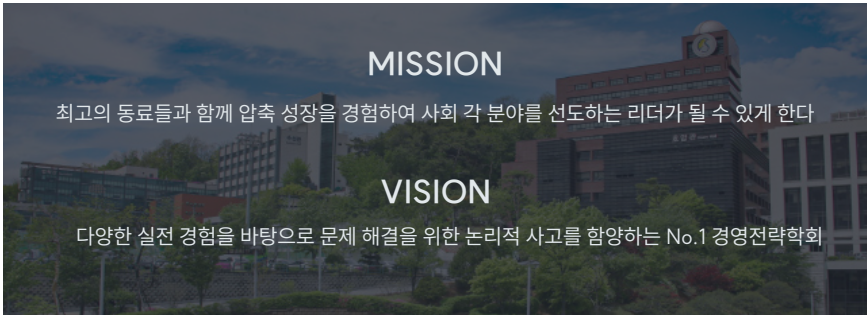 MISSION
최고의 동료들과 함께 압축 성장을 경험하여 사회 각 분야를 선도하는 리더가 될 수 있게 한다
VISION
다양한 실전 경험을 바탕으로 문제 해결을 위한 논리적 사고를 함양하는 No.1 경영전략학회